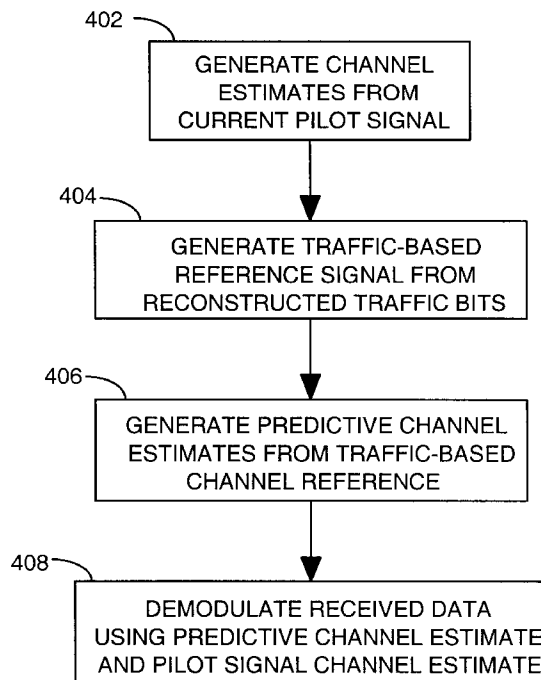 402
GENERATE CHANNEL
ESTIMATES FROM
CURRENT PILOT SIGNAL
404
GENERATE TRAFFIC-BASED
REFERENCE SIGNAL FROM
RECONSTRUCTED TRAFFIC BITS
406
GENERATE PREDICTIVE CHANNEL
ESTIMATES FROM TRAFFIC-BASED
CHANNEL REFERENCE
408
DEMODULATE RECEIVED DATA
USING PREDICTIVE CHANNEL ESTIMATE
AND PILOT SIGNAL CHANNEL ESTIMATE